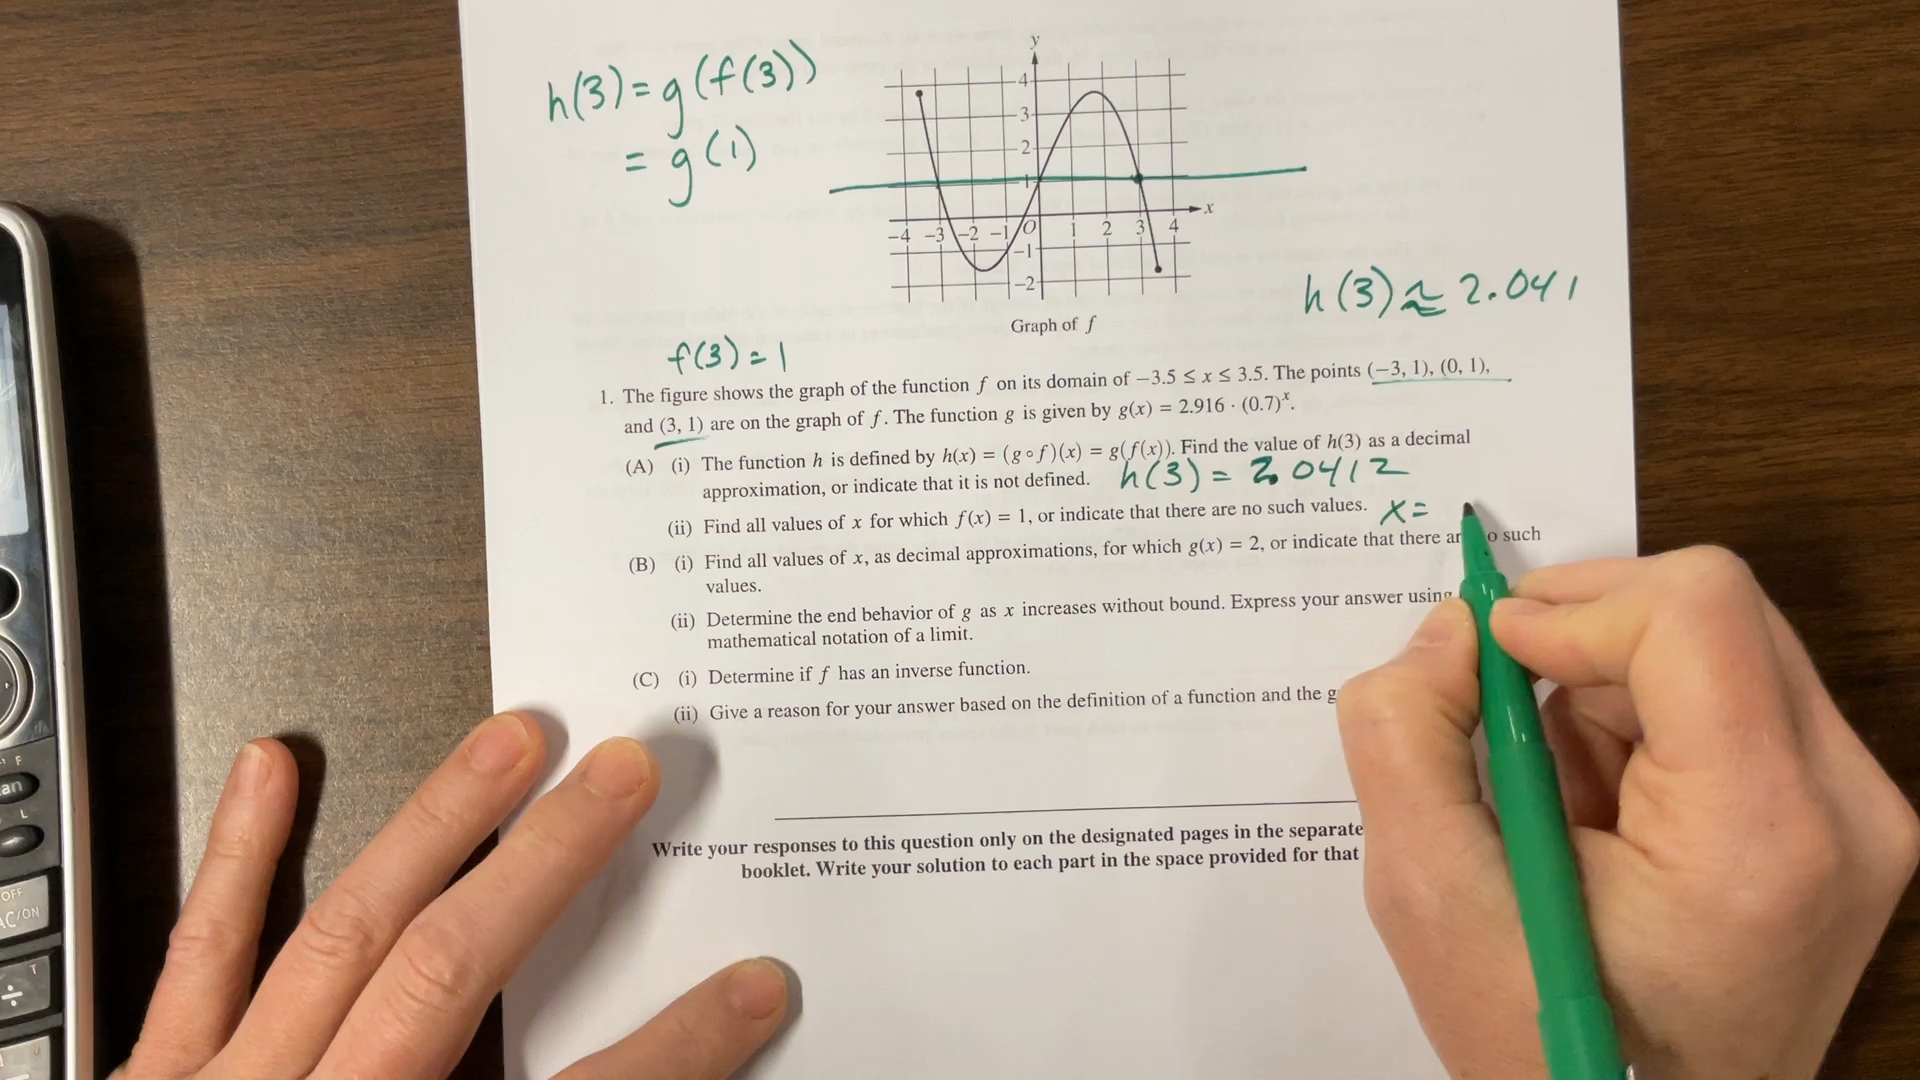 h(3) = g(f(3))
= g(1)
y
4
3
2
1
O
-1
-2
-4 -3 -2 -1 1 2 3 4
x
Graph of f
h(3) ≈ 2.041
f(3) = 1
1. The figure shows the graph of the function f on its domain of −3.5 ≤ x ≤ 3.5. The points (−3, 1), (0, 1),
and (3, 1) are on the graph of f. The function g is given by g(x) = 2.916 · (0.7)^x.
(A) (i) The function h is defined by h(x) = (g ∘ f)(x) = g(f(x)). Find the value of h(3) as a decimal
approximation, or indicate that it is not defined. h(3) = 2.0412
(ii) Find all values of x for which f(x) = 1, or indicate that there are no such values. x =
(B) (i) Find all values of x, as decimal approximations, for which g(x) = 2, or indicate that there are no such
values.
(ii) Determine the end behavior of g as x increases without bound. Express your answer using
mathematical notation of a limit.
(C) (i) Determine if f has an inverse function.
(ii) Give a reason for your answer based on the definition of a function and the g
Write your responses to this question only on the designated pages in the separate
booklet. Write your solution to each part in the space provided for that
F
an
L
OFF
AC/ON
T
÷